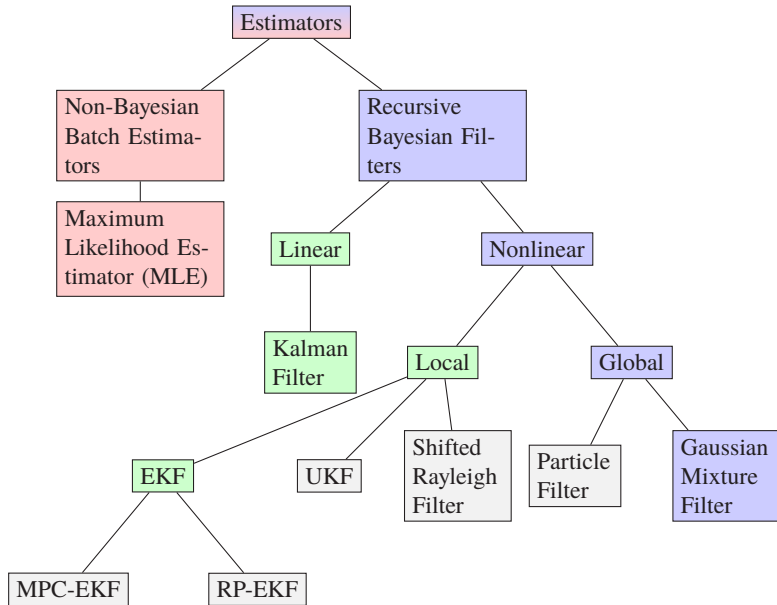 Estimators
Non-Bayesian
Batch Estima-
tors
Recursive
Bayesian Fil-
ters
Maximum
Likelihood Es-
timator (MLE)
Linear
Nonlinear
Kalman
Filter
Local
Global
EKF
UKF
Shifted
Rayleigh
Filter
Particle
Filter
Gaussian
Mixture
Filter
MPC-EKF
RP-EKF